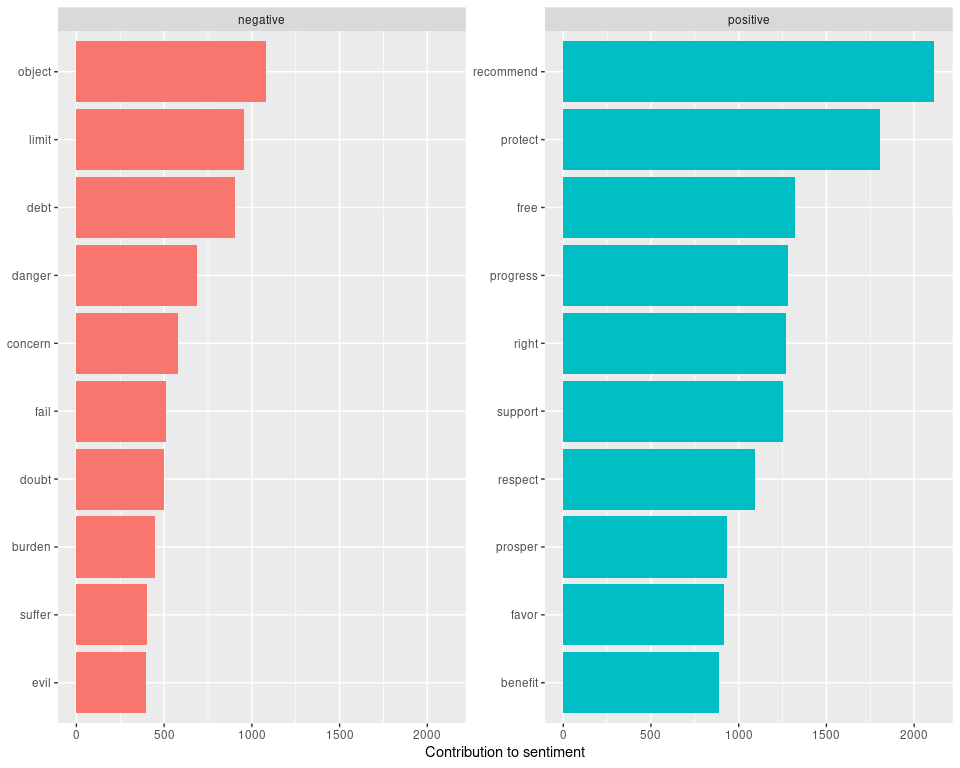 negative
object
limit
debt
danger
concern
fail
doubt
burden
suffer
evil
0 500 1000 1500 2000
positive
recommend
protect
free
progress
right
support
respect
prosper
favor
benefit
0 500 1000 1500 2000
Contribution to sentiment